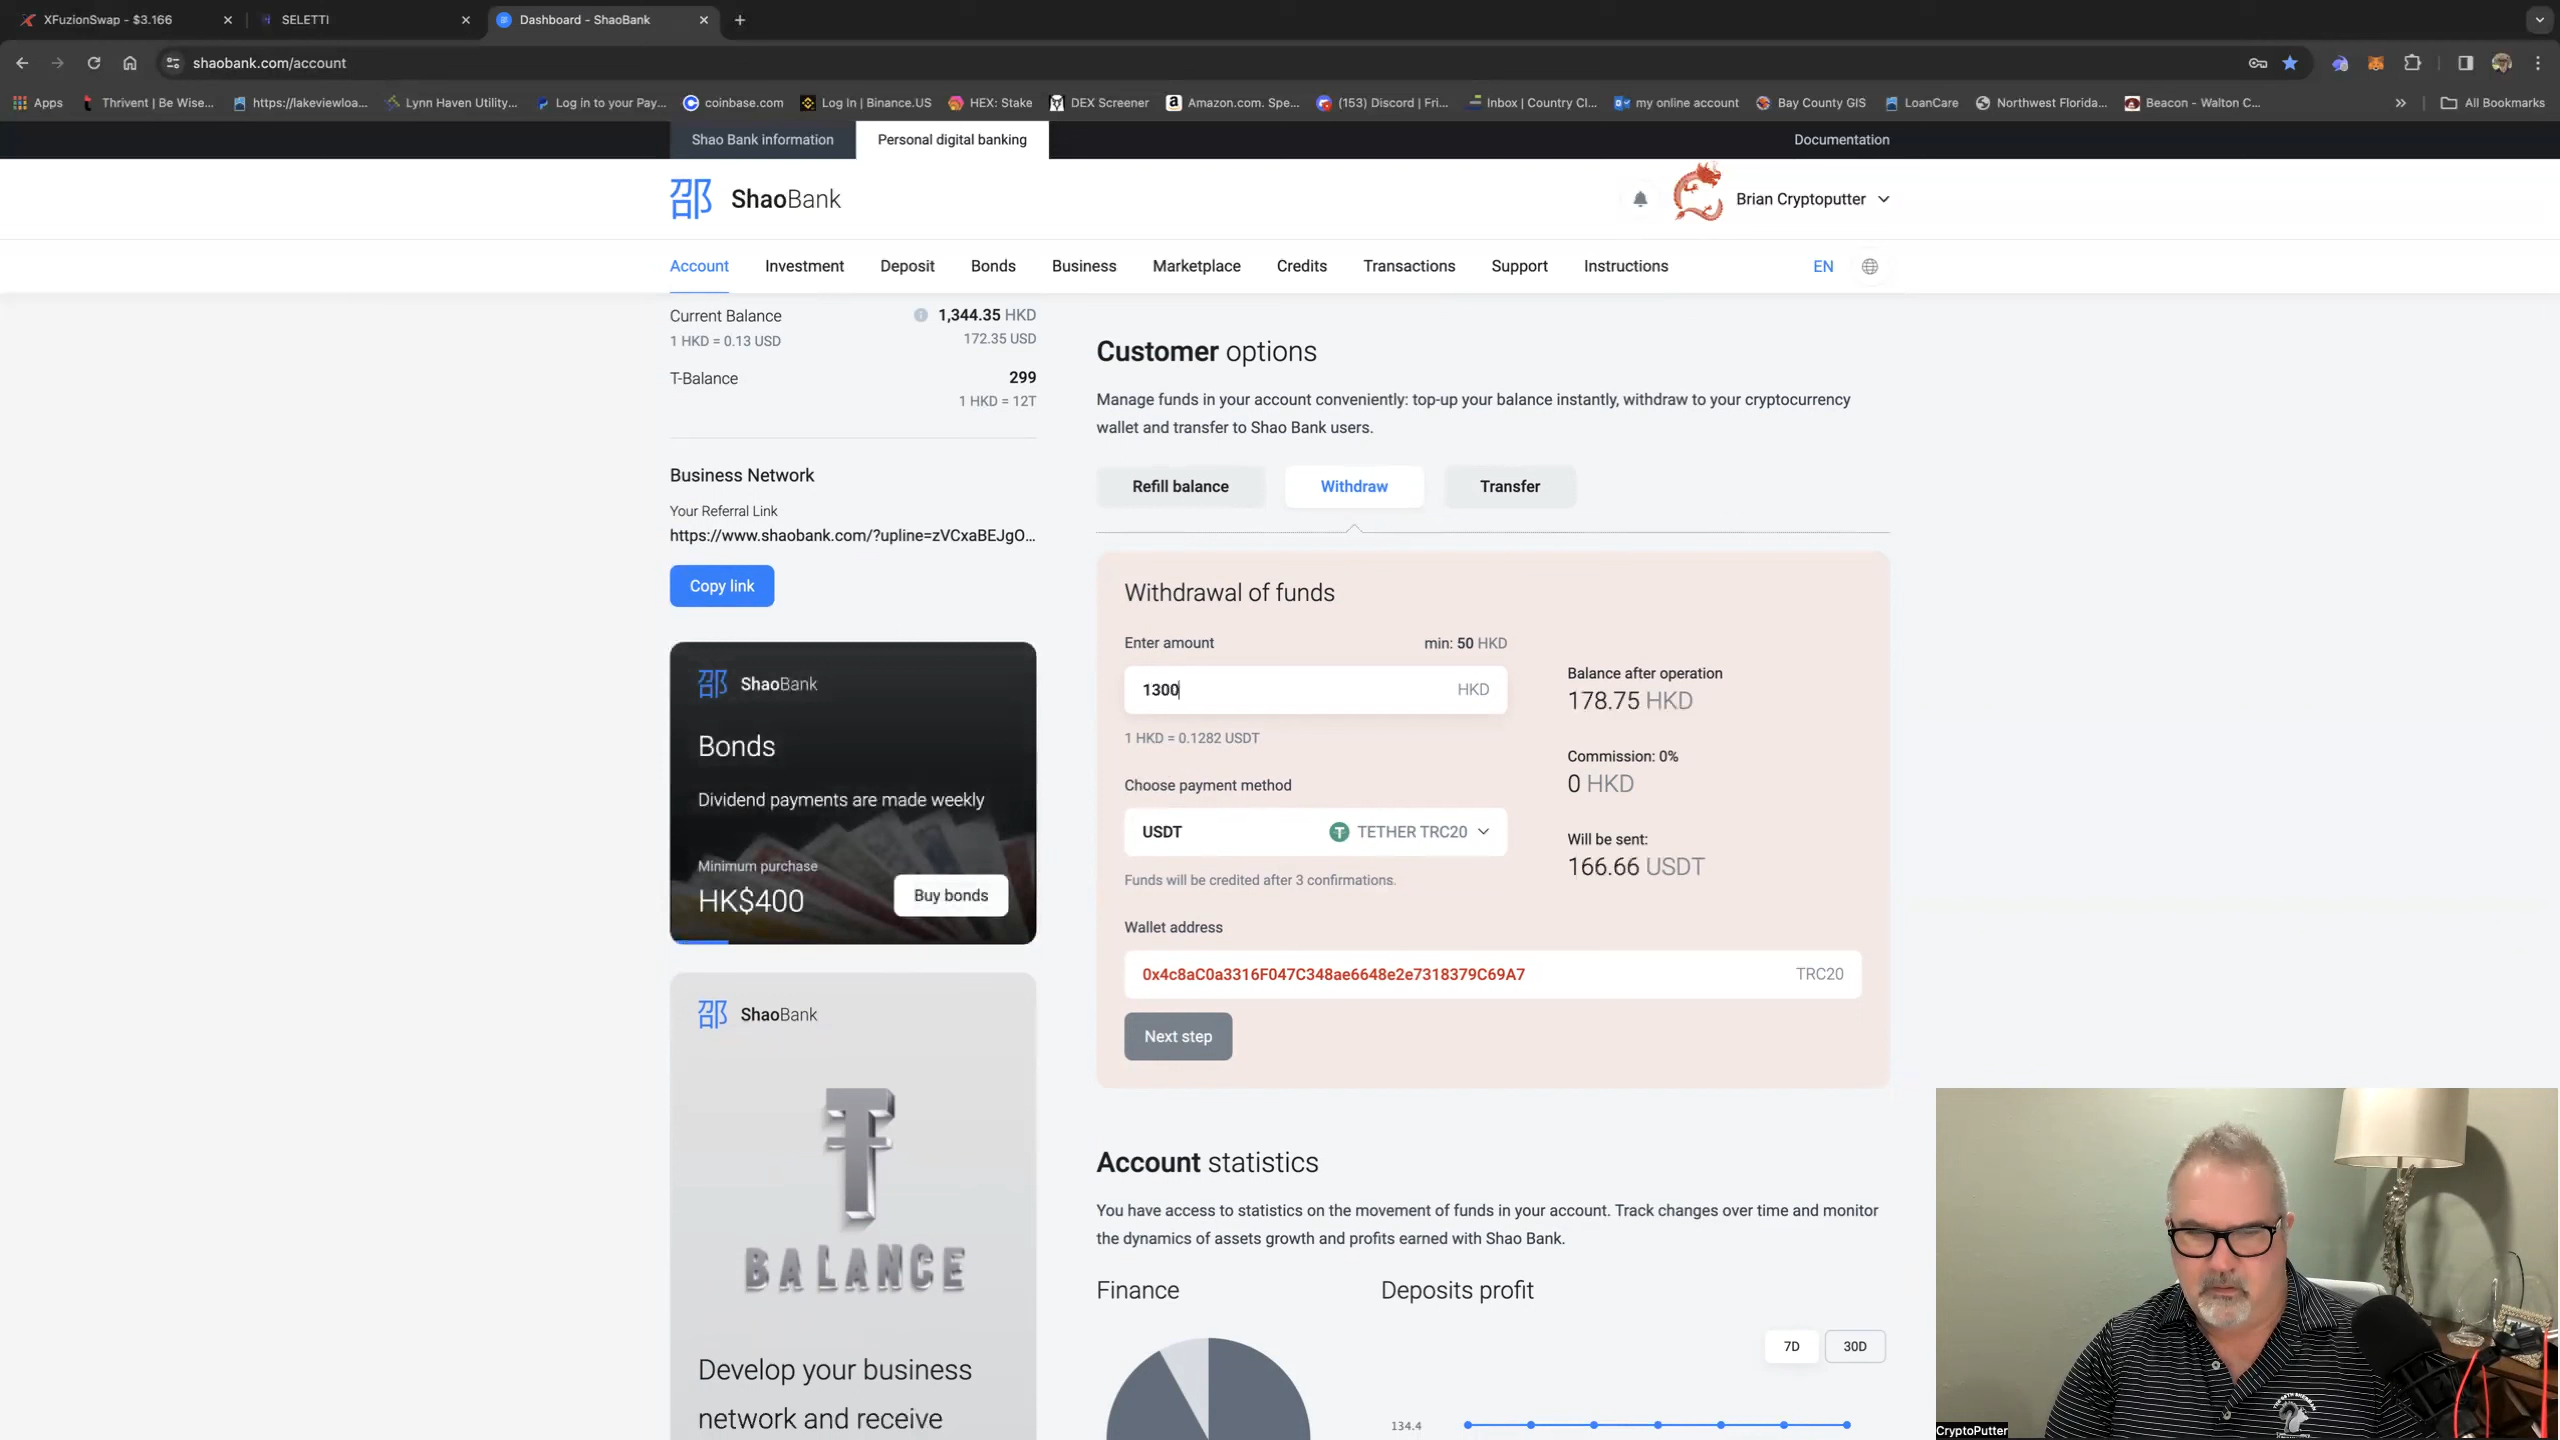 XFuzionSwap - $3.166
SELETTI
Dashboard - ShaoBank
shaobank.com/account
Apps
Thrivent | Be Wise...
https://lakeviewloa...
Lynn Haven Utility...
Log in to your Pay...
coinbase.com
Log In | Binance.US
HEX: Stake
DEX Screener
Amazon.com. Spe...
(153) Discord | Fri...
Inbox | Country Cl...
my online account
Bay County GIS
LoanCare
Northwest Florida...
Beacon - Walton C...
All Bookmarks
Shao Bank information
Personal digital banking
Documentation
邵 ShaoBank
Brian Cryptoputter
Account Investment Deposit Bonds Business Marketplace Credits Transactions Support Instructions EN
Current Balance 1,344.35 HKD
1 HKD = 0.13 USD 172.35 USD
T-Balance 299
1 HKD = 12T
Business Network
Your Referral Link
https://www.shaobank.com/?upline=zVCxaBEJgO...
Copy link
邵 ShaoBank
Bonds
Dividend payments are made weekly
Minimum purchase
HK$400
Buy bonds
邵 ShaoBank
T
BALANCE
Develop your business
network and receive
Customer options
Manage funds in your account conveniently: top-up your balance instantly, withdraw to your cryptocurrency
wallet and transfer to Shao Bank users.
Refill balance Withdraw Transfer
Withdrawal of funds
Enter amount min: 50 HKD
1300 HKD
1 HKD = 0.1282 USDT
Choose payment method
USDT TETHER TRC20
Funds will be credited after 3 confirmations.
Balance after operation
178.75 HKD
Commission: 0%
0 HKD
Will be sent:
166.66 USDT
Wallet address
0x4c8aC0a3316F047C348ae6648e2e7318379C69A7 TRC20
Next step
Account statistics
You have access to statistics on the movement of funds in your account. Track changes over time and monitor
the dynamics of assets growth and profits earned with Shao Bank.
Finance
Deposits profit
7D 30D
134.4
CryptoPutter